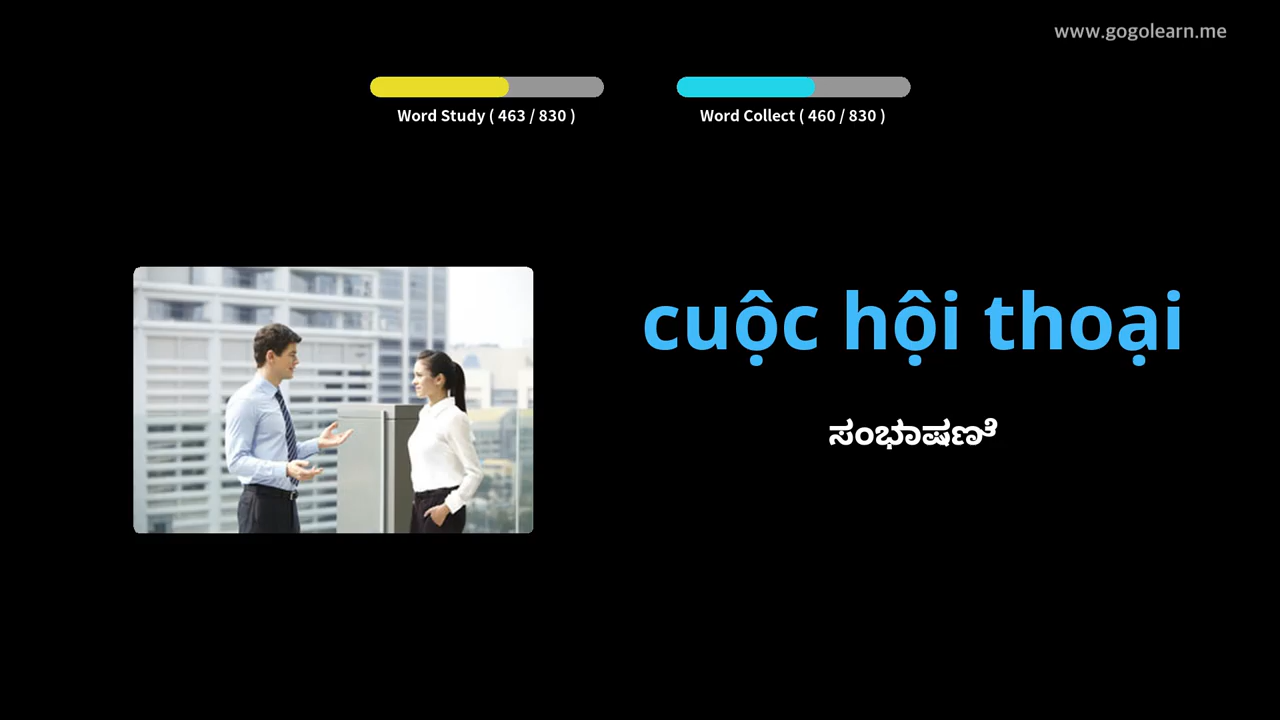 www.gogolearn.me
Word Study ( 463 / 830 )
Word Collect ( 460 / 830 )
cuộc hội thoại
ಸಂಭಾಷಣೆ